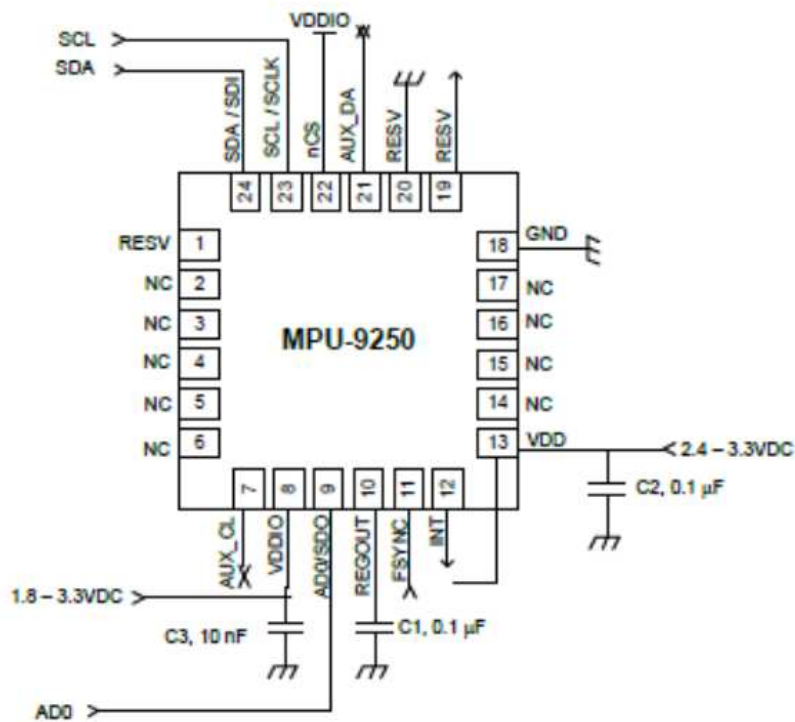 VDDIO
SCL
SDA
SDA / SDI
SCL / SCLK
nCS
AUX_DA
RESV
RESV
24
23
22
21
20
19
RESV 1
18 GND
NC 2
17 NC
NC 3
16 NC
MPU-9250
NC 4
15 NC
NC 5
14 NC
NC 6
13 VDD
2.4 – 3.3VDC
7
8
9
10
11
12
C2, 0.1 µF
AUX_CL
VDDIO
AD0/SDO
REGOUT
FSYNC
INT
1.8 – 3.3VDC
C3, 10 nF
C1, 0.1 µF
AD0